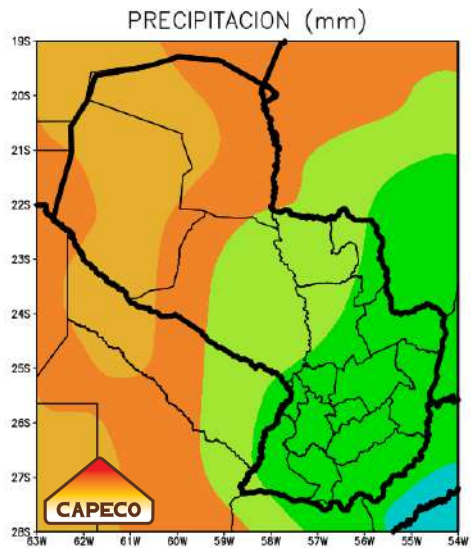 PRECIPITACION (mm)
19S
20S
21S
22S
23S
24S
25S
26S
27S
28S
CAPECO
63W 62W 61W 60W 59W 58W 57W 56W 55W 54W